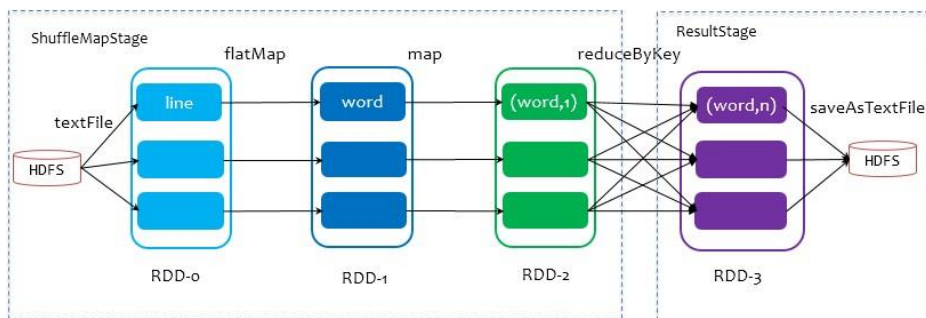 ShuffleMapStage
ResultStage
flatMap
map
reduceByKey
line
word
(word,1)
(word,n)
textFile
saveAsTextFile
HDFS
HDFS
RDD-0
RDD-1
RDD-2
RDD-3